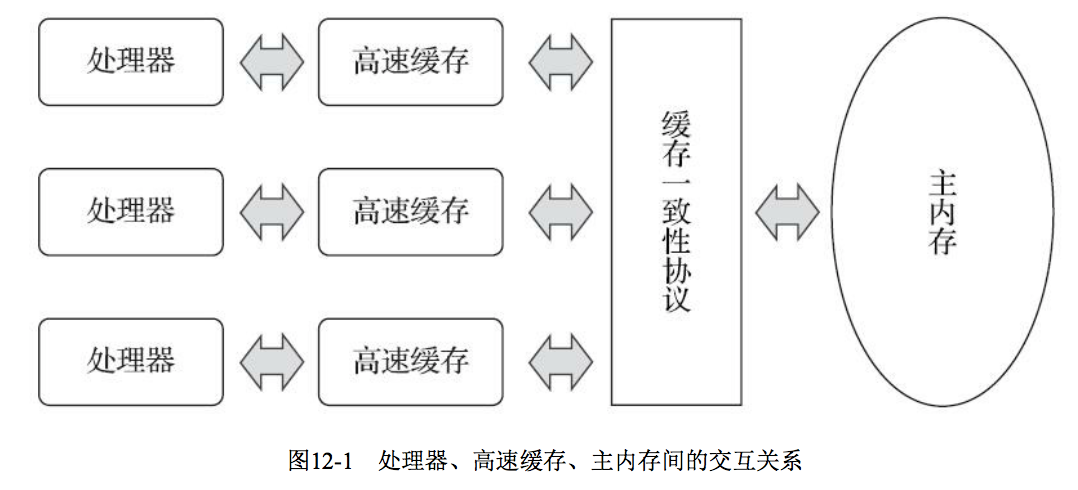 处理器
高速缓存
处理器
高速缓存
处理器
高速缓存
缓存一致性协议
主内存
图12-1 处理器、高速缓存、主内存间的交互关系